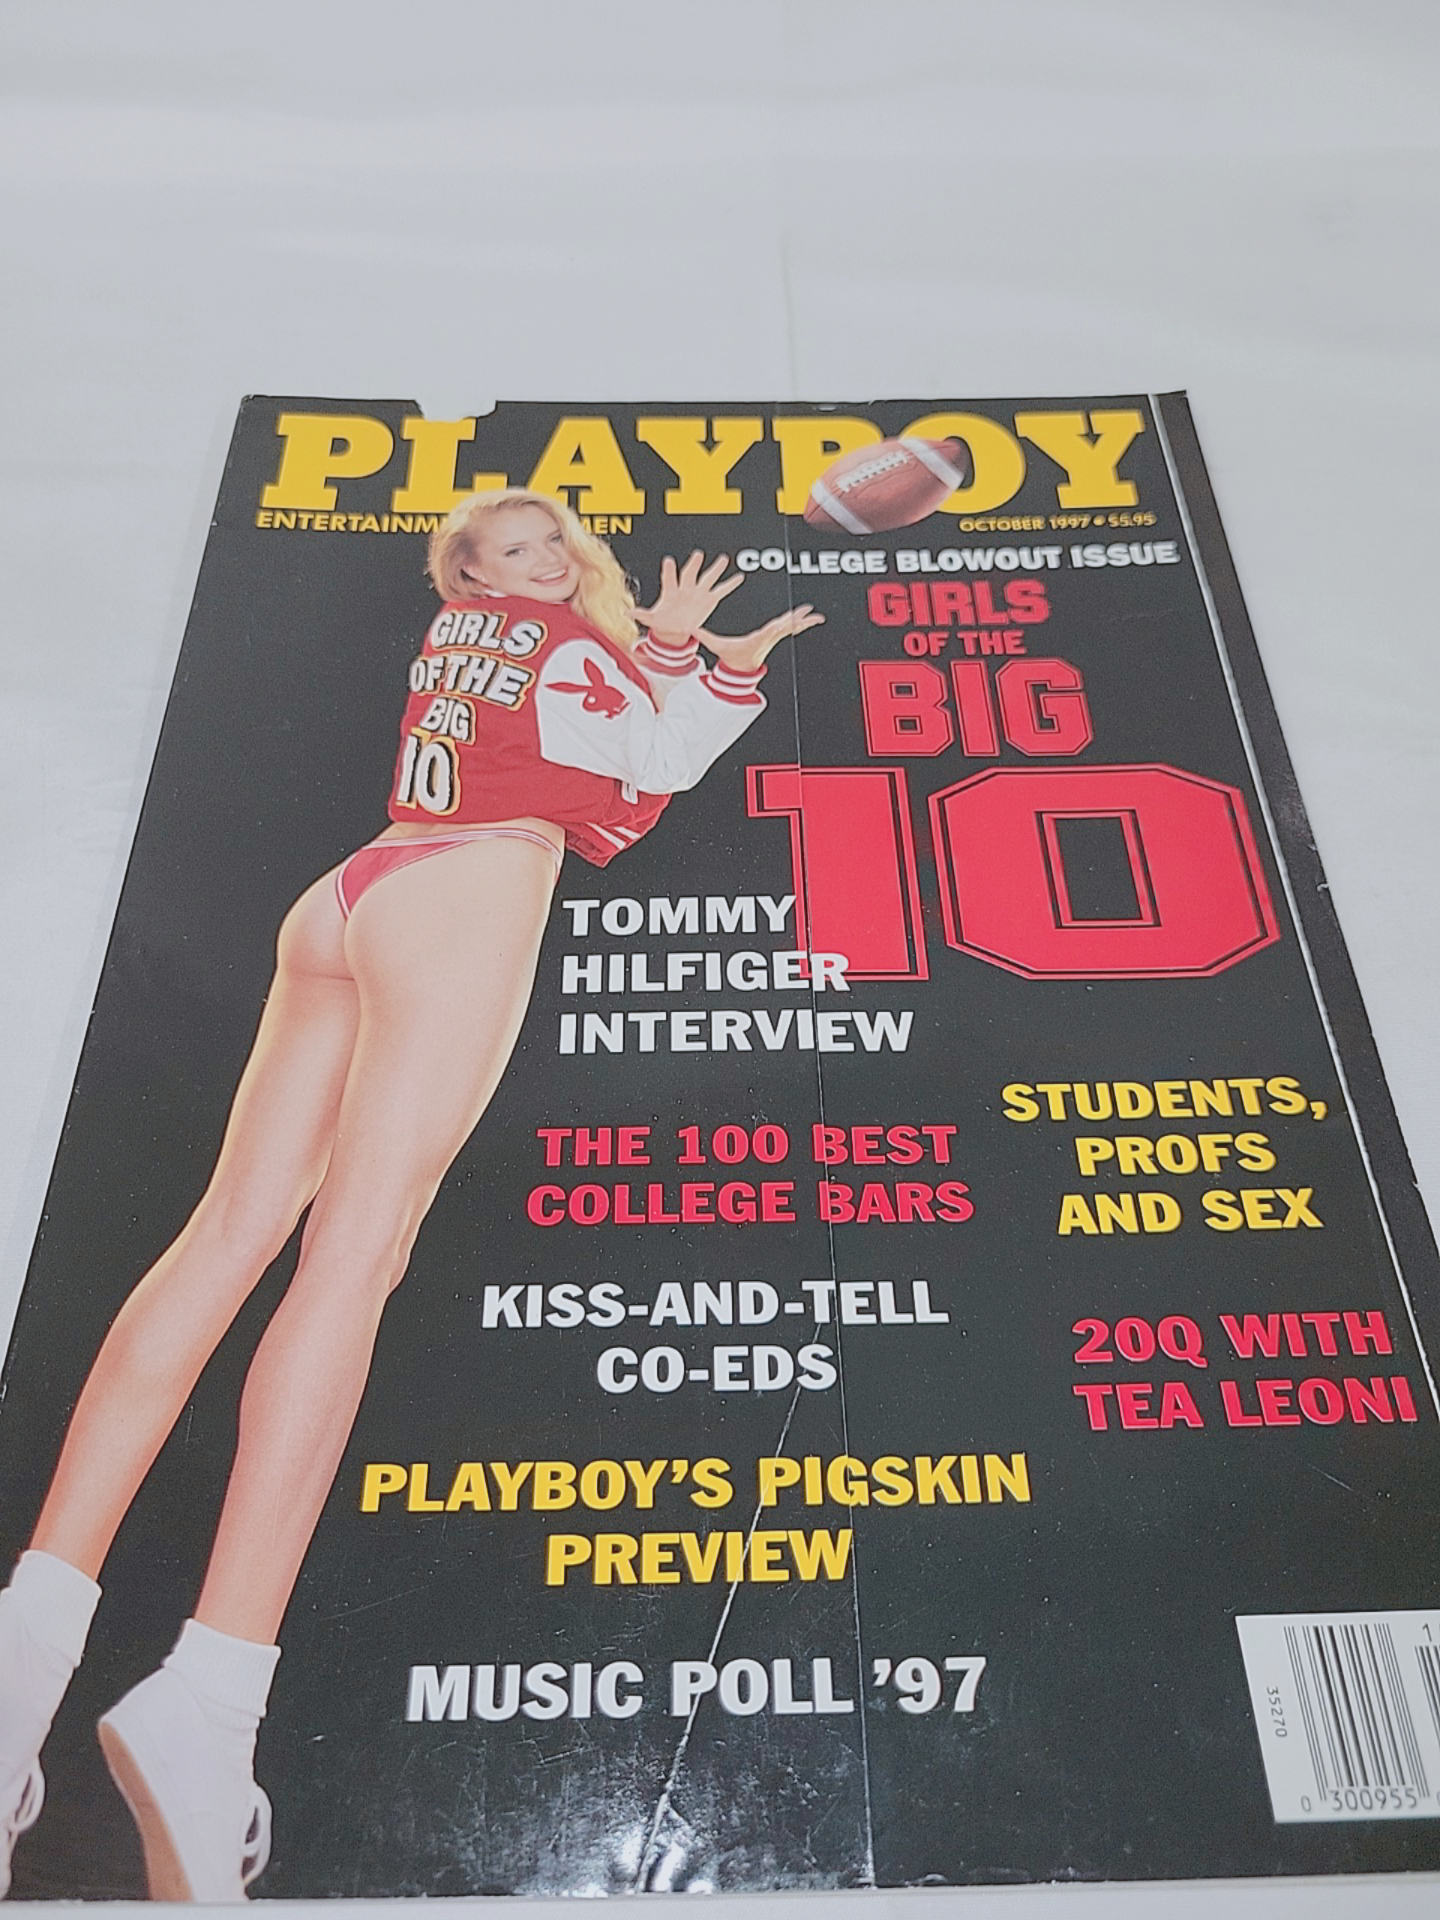 PLAYBOY
ENTERTAINM MEN
OCTOBER 1997 • $5.95
COLLEGE BLOWOUT ISSUE
GIRLS
OF THE
BIG
10
GIRLS
OF THE
BIG
10
TOMMY
HILFIGER
INTERVIEW
STUDENTS,
PROFS
AND SEX
THE 100 BEST
COLLEGE BARS
KISS-AND-TELL
CO-EDS
20Q WITH
TEA LEONI
PLAYBOY'S PIGSKIN
PREVIEW
MUSIC POLL '97
35270
1
0 300955